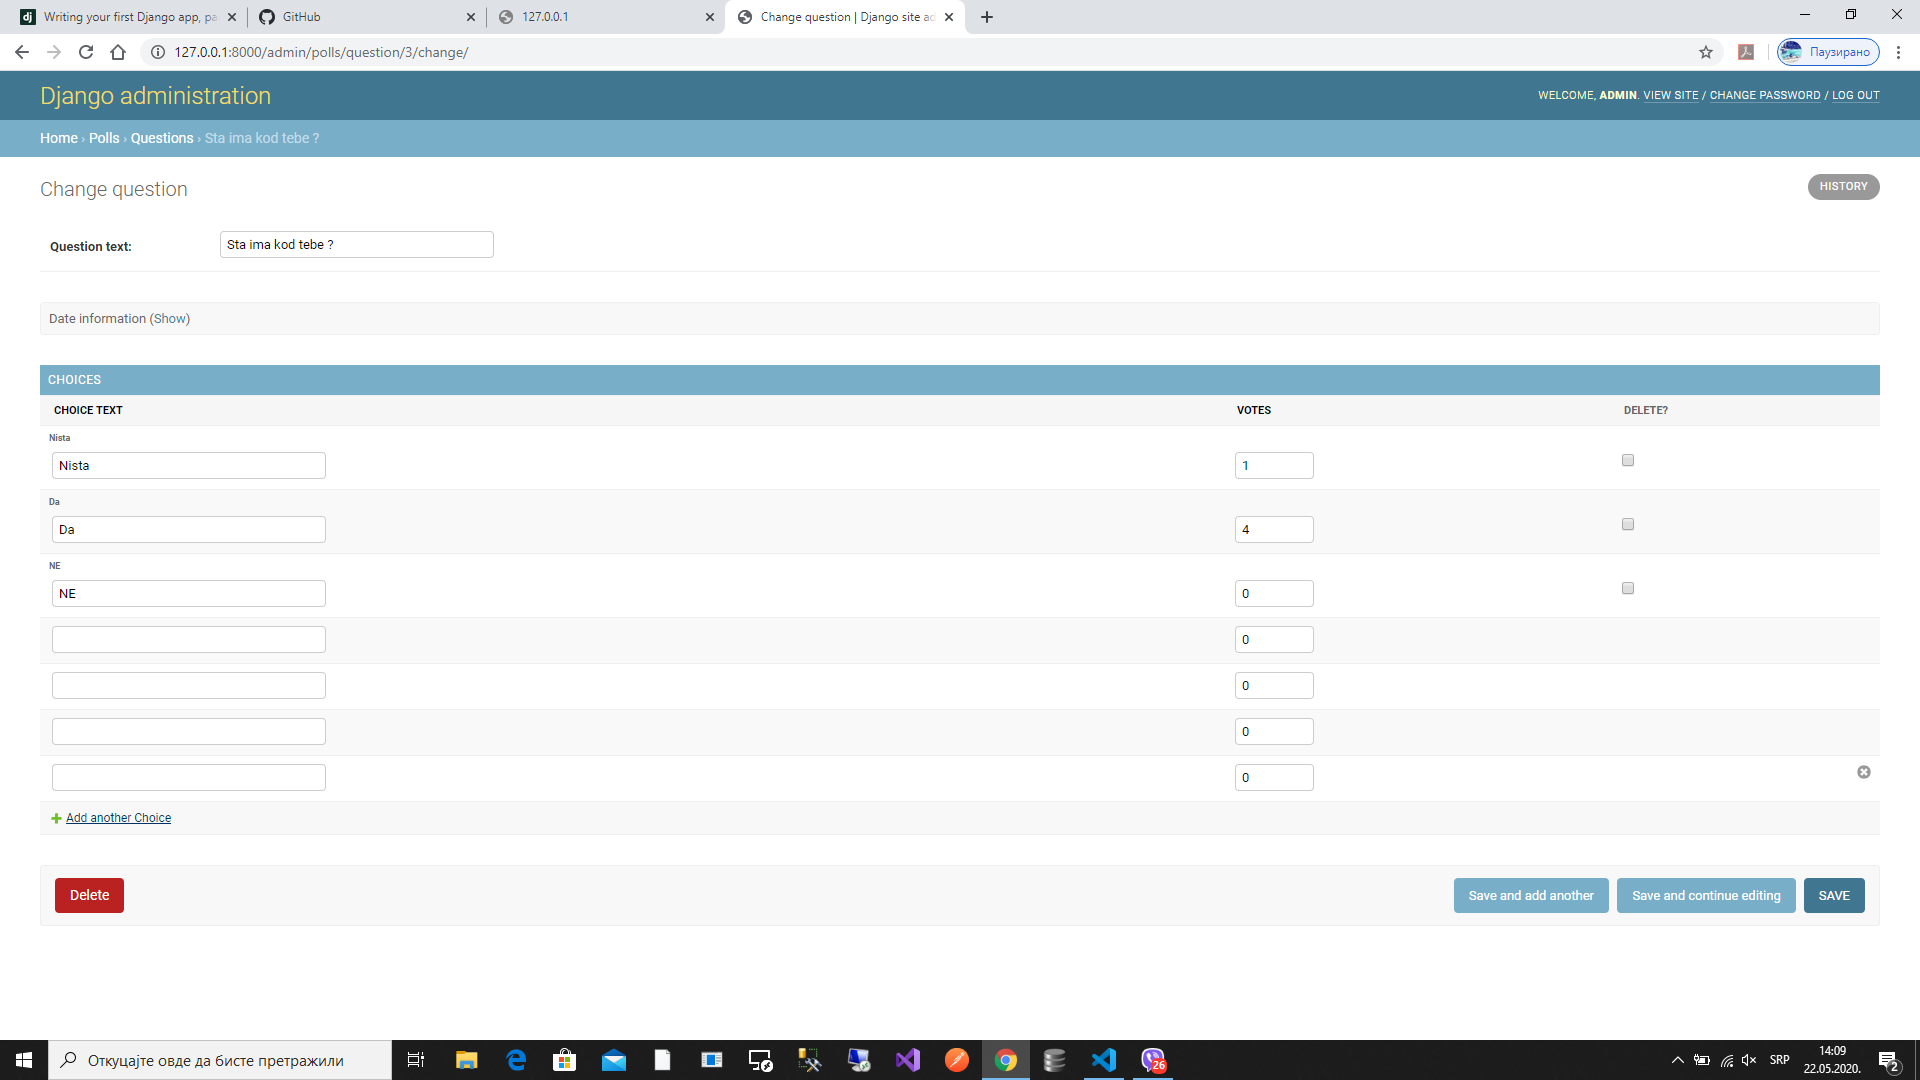 Writing your first Django app, pa
GitHub
127.0.0.1
Change question | Django site ad
127.0.0.1:8000/admin/polls/question/3/change/
Паузирано
Django administration
WELCOME, ADMIN. VIEW SITE / CHANGE PASSWORD / LOG OUT
Home › Polls › Questions › Sta ima kod tebe ?
Change question
HISTORY
Question text:
Sta ima kod tebe ?
Date information (Show)
CHOICES
CHOICE TEXT VOTES DELETE?
Nista
Nista 1
Da
Da 4
NE
NE 0
0
0
0
0
Add another Choice
Delete
Save and add another
Save and continue editing
SAVE
Откуцајте овде да бисте претражили
26
SRP
14:09
22.05.2020.
2